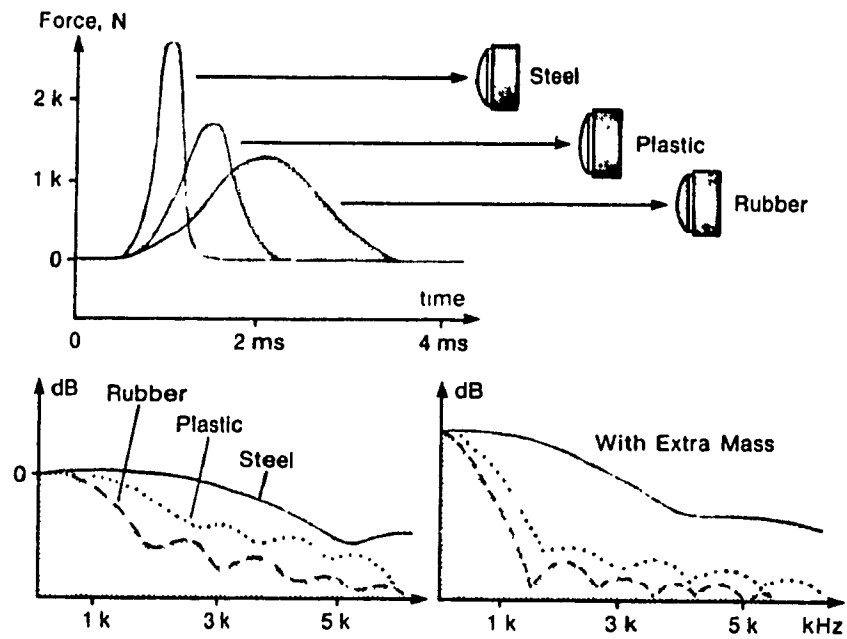 Force, N
2 k
1 k
0
Steel
Plastic
Rubber
time
0 2 ms 4 ms
dB
Rubber
Plastic
Steel
0
1 k 3 k 5 k
dB
With Extra Mass
1 k 3 k 5 k kHz